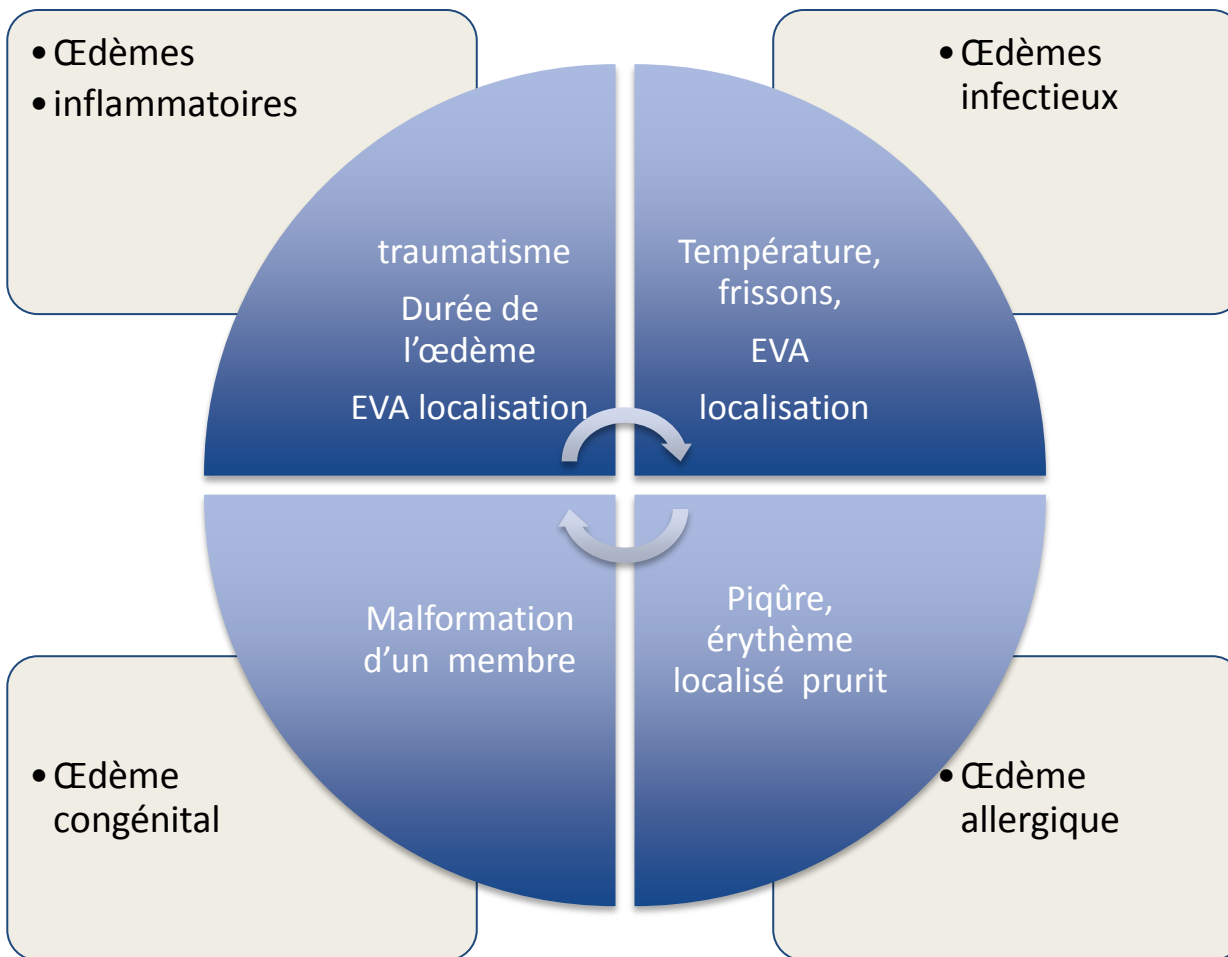 • Œdèmes
• inflammatoires
• Œdèmes
infectieux
traumatisme
Durée de
l'œdème
EVA localisation
Température,
frissons,
EVA
localisation
Malformation
d'un  membre
Piqûre,
érythème
localisé  prurit
• Œdème
congénital
• Œdème
allergique